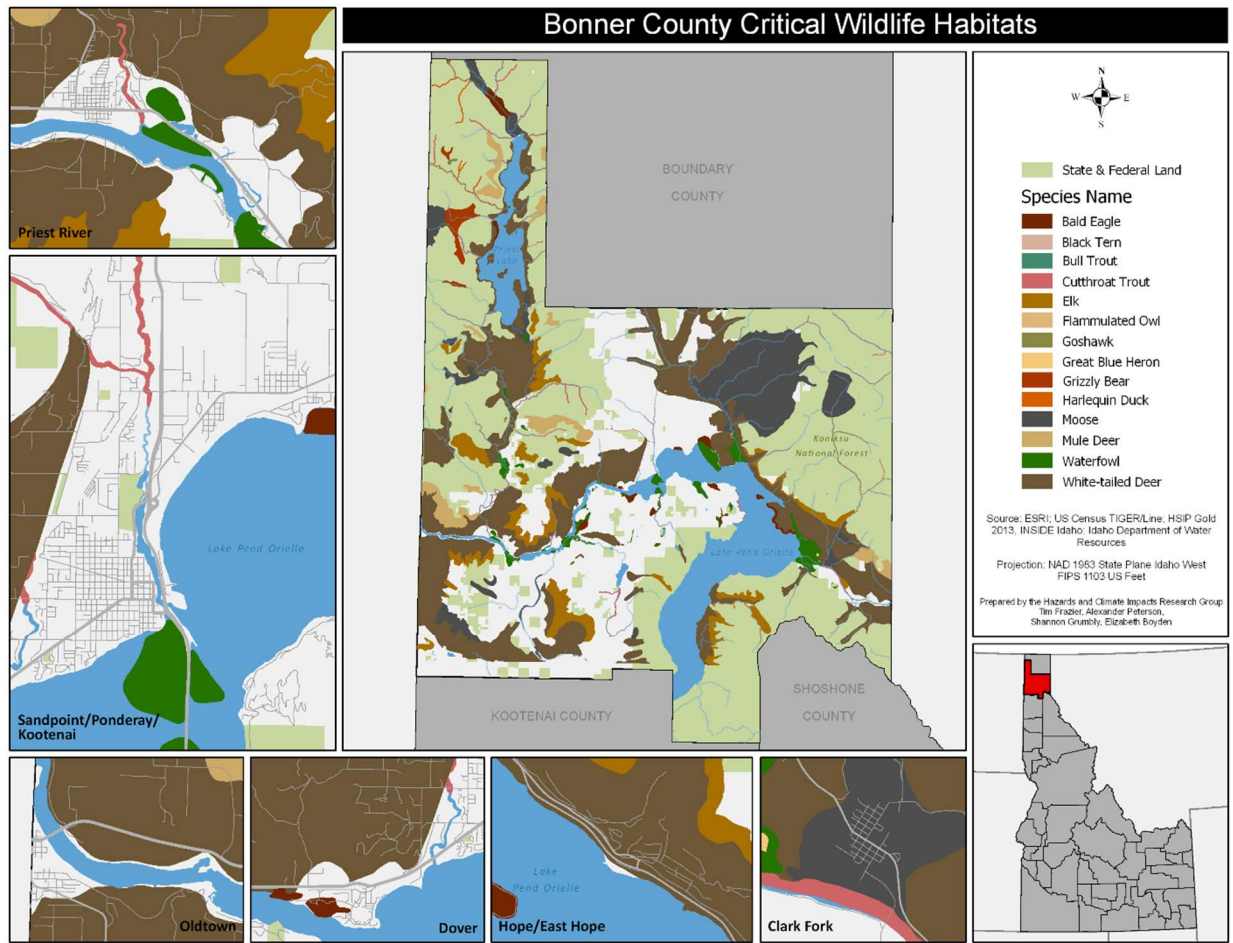 Bonner County Critical Wildlife Habitats
Priest River
Sandpoint/Ponderay/
Kootenai
Lake Pend Orielle
BOUNDARY
COUNTY
Priest
Lake
Kaniksu
National Forest
Lake Pend Orielle
KOOTENAI COUNTY
SHOSHONE
COUNTY
N
W
E
S
State & Federal Land
Species Name
Bald Eagle
Black Tern
Bull Trout
Cutthroat Trout
Elk
Flammulated Owl
Goshawk
Great Blue Heron
Grizzly Bear
Harlequin Duck
Moose
Mule Deer
Waterfowl
White-tailed Deer
Source: ESRI; US Census TIGER/Line; HSIP Gold
2013, INSIDE Idaho; Idaho Department of Water
Resources
Projection: NAD 1983 State Plane Idaho West
FIPS 1103 US Feet
Prepared by the Hazards and Climate Impacts Research Group
Tim Frazier, Alexander Peterson,
Shannon Grumbly, Elizabeth Boyden
Oldtown
Dover
Lake
Pend Orielle
Hope/East Hope
Clark Fork